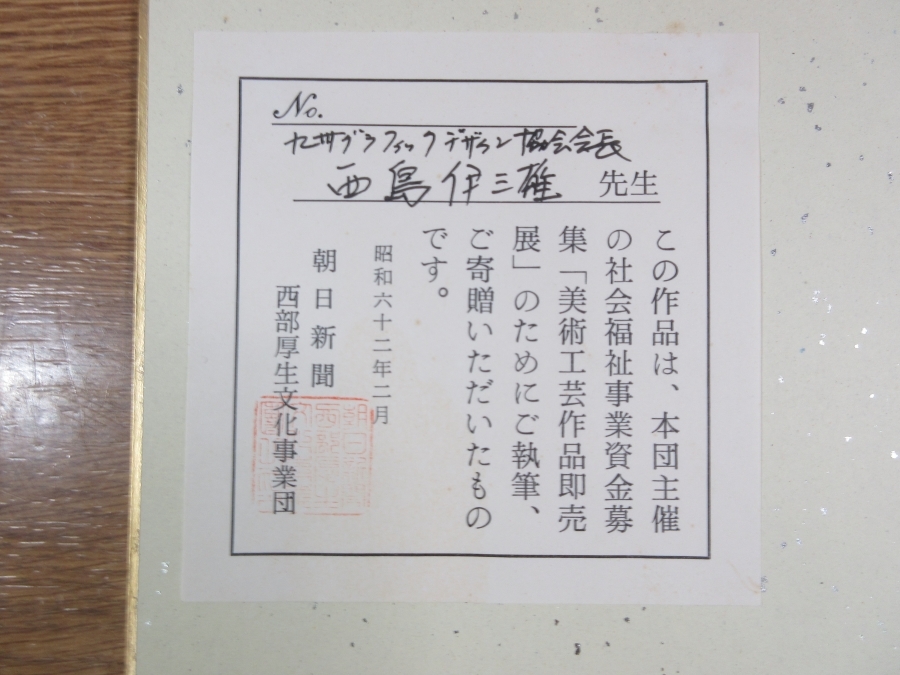 No.
九州グラフィックデザイン協会会長
西島伊三雄 先生
この作品は、本団主催
の社会福祉事業資金募
集「美術工芸作品即売
展」のためにご執筆、
ご寄贈いただいたもの
です。
昭和六十二年二月
朝日新聞
西部厚生文化事業団